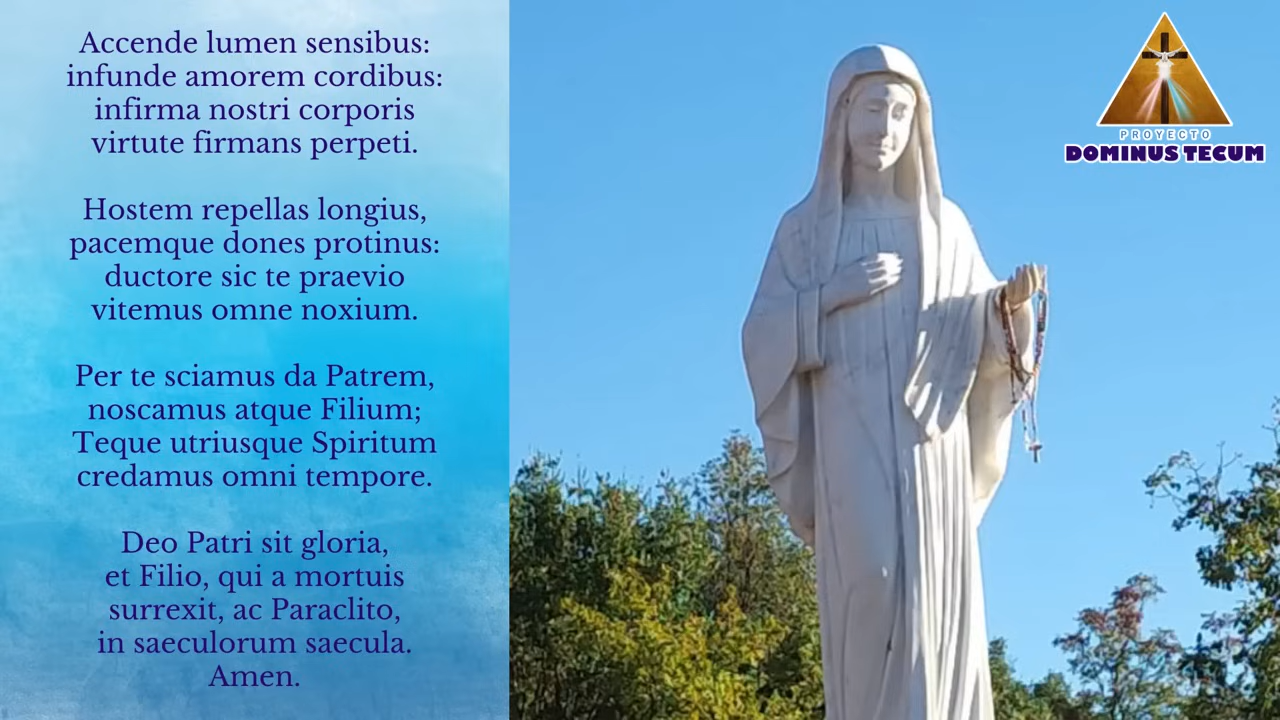 Accende lumen sensibus:
infunde amorem cordibus:
infirma nostri corporis
virtute firmans perpeti.
Hostem repellas longius,
pacemque dones protinus:
ductore sic te praevio
vitemus omne noxium.
Per te sciamus da Patrem,
noscamus atque Filium;
Teque utriusque Spiritum
credamus omni tempore.
Deo Patri sit gloria,
et Filio, qui a mortuis
surrexit, ac Paraclito,
in saeculorum saecula.
Amen.
PROYECTO
DOMINUS TECUM